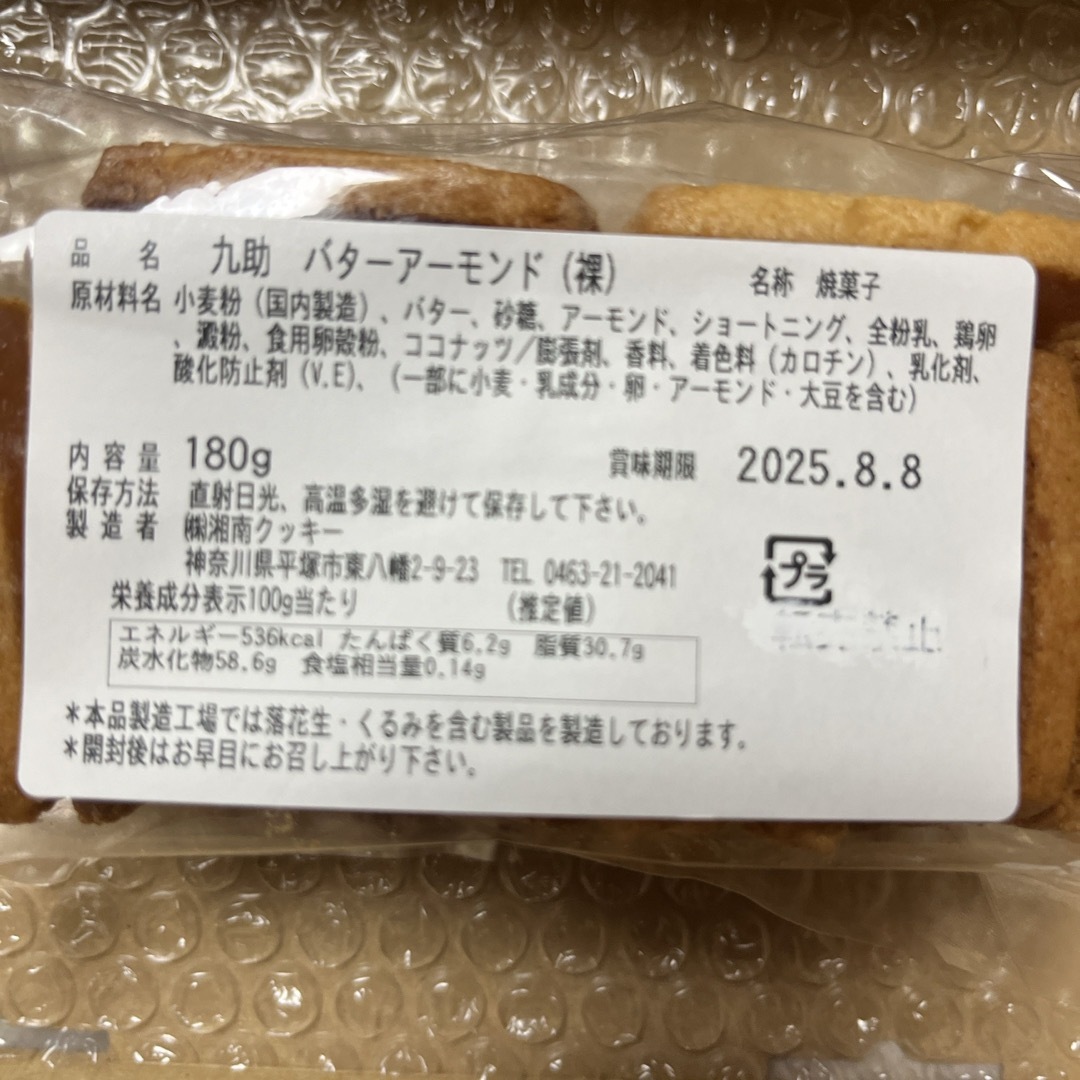 品名 九助 バターアーモンド (裸) 名称 焼菓子
原材料名 小麦粉 (国内製造)、バター、砂糖、アーモンド、ショートニング、全粉乳、鶏卵
、澱粉、食用卵殻粉、ココナッツ/膨張剤、香料、着色料 (カロチン)、乳化剤、
酸化防止剤 (V.E)、 (一部に小麦・乳成分・卵・アーモンド・大豆を含む)
内容量 180g 賞味期限 2025.8.8
保存方法 直射日光、高温多湿を避けて保存して下さい。
製造者 ㈱湘南クッキー
神奈川県平塚市東八幡2-9-23 TEL 0463-21-2041
プラ
栄養成分表示100g当たり (推定値)
エネルギー536kcal たんぱく質6.2g 脂質30.7g
炭水化物58.6g 食塩相当量0.14g
*本品製造工場では落花生・くるみを含む製品を製造しております。
*開封後はお早目にお召し上がり下さい。